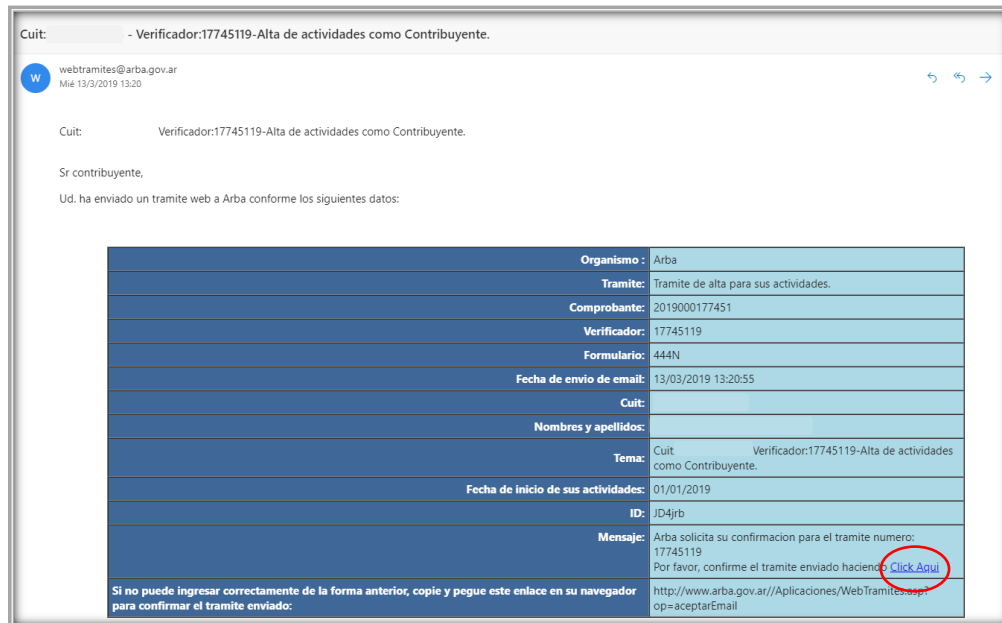 Cuit: - Verificador:17745119-Alta de actividades como Contribuyente.
W
webtramites@arba.gov.ar
Mié 13/3/2019 13:20
Cuit: Verificador:17745119-Alta de actividades como Contribuyente.
Sr contribuyente,
Ud. ha enviado un tramite web a Arba conforme los siguientes datos:
Organismo : Arba
Tramite: Tramite de alta para sus actividades.
Comprobante: 2019000177451
Verificador: 17745119
Formulario: 444N
Fecha de envio de email: 13/03/2019 13:20:55
Cuit:
Nombres y apellidos:
Tema: Cuit Verificador:17745119-Alta de actividades
como Contribuyente.
Fecha de inicio de sus actividades: 01/01/2019
ID: JD4jrb
Mensaje: Arba solicita su confirmacion para el tramite numero:
17745119
Por favor, confirme el tramite enviado haciendo Click Aqui
Si no puede ingresar correctamente de la forma anterior, copie y pegue este enlace en su navegador
para confirmar el tramite enviado:
http://www.arba.gov.ar//Aplicaciones/WebTramites.asp?
op=aceptarEmail